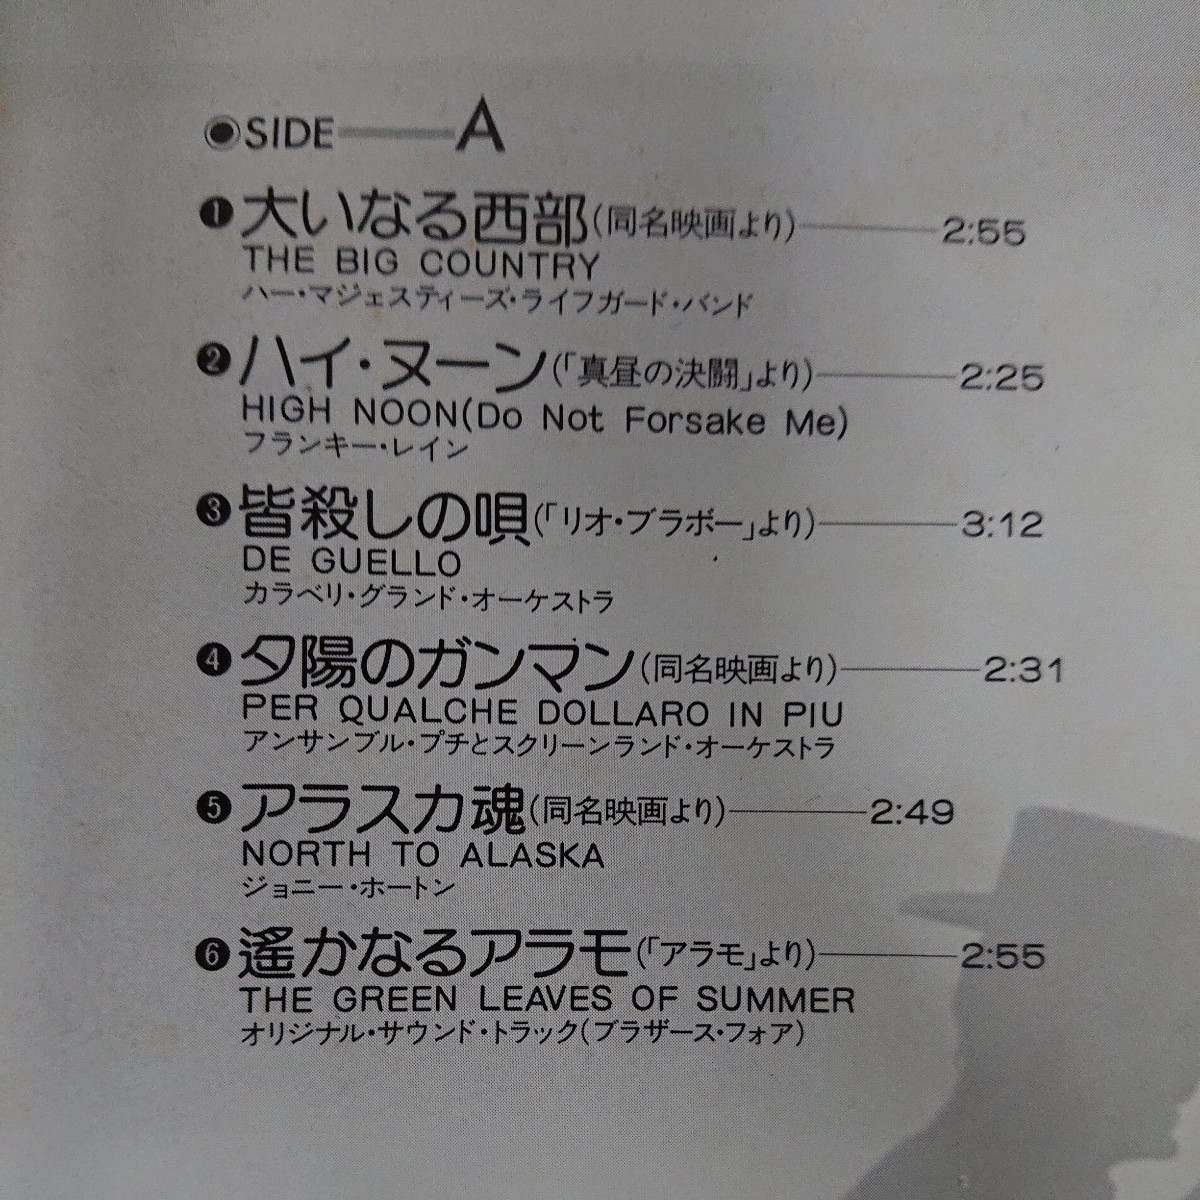 ◉SIDE——A
❶大いなる西部(同名映画より)——2:55
THE BIG COUNTRY
ハー・マジェスティーズ・ライフガード・バンド
❷ハイ・ヌーン(「真昼の決闘」より)——2:25
HIGH NOON(Do Not Forsake Me)
フランキー・レイン
❸皆殺しの唄(「リオ・ブラボー」より)——3:12
DE GUELLO
カラベリ・グランド・オーケストラ
❹夕陽のガンマン(同名映画より)——2:31
PER QUALCHE DOLLARO IN PIU
アンサンブル・プチとスクリーンランド・オーケストラ
❺アラスカ魂(同名映画より)——2:49
NORTH TO ALASKA
ジョニー・ホートン
❻遙かなるアラモ(「アラモ」より)——2:55
THE GREEN LEAVES OF SUMMER
オリジナル・サウンド・トラック(ブラザース・フォア)